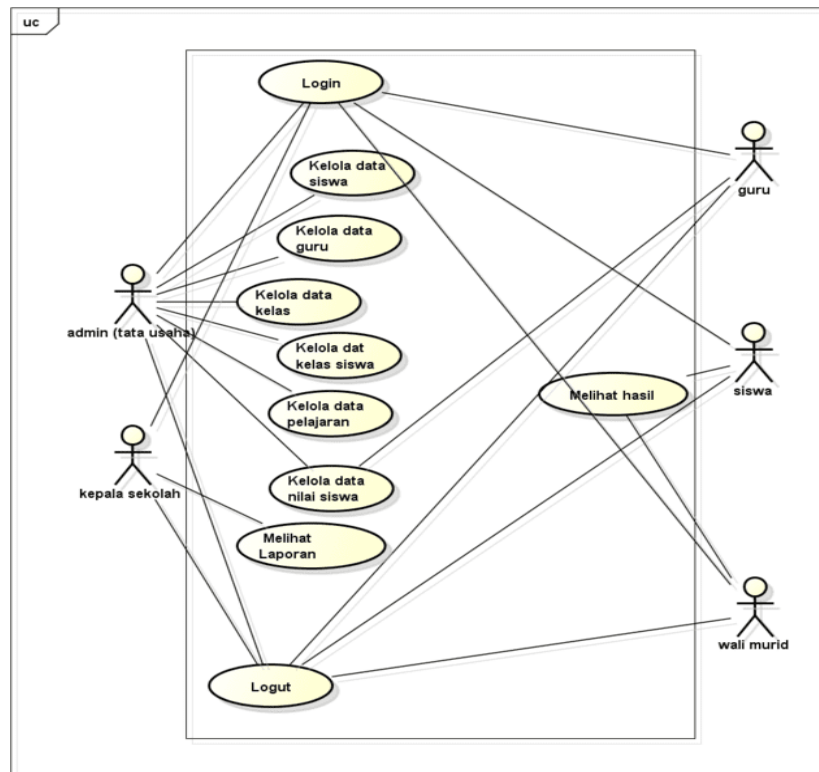 uc
Login
Kelola data
siswa
guru
Kelola data
guru
admin (tata usaha)
Kelola data
kelas
Kelola dat
kelas siswa
siswa
Melihat hasil
Kelola data
pelajaran
kepala sekolah
Kelola data
nilai siswa
Melihat
Laporan
wali murid
Logut